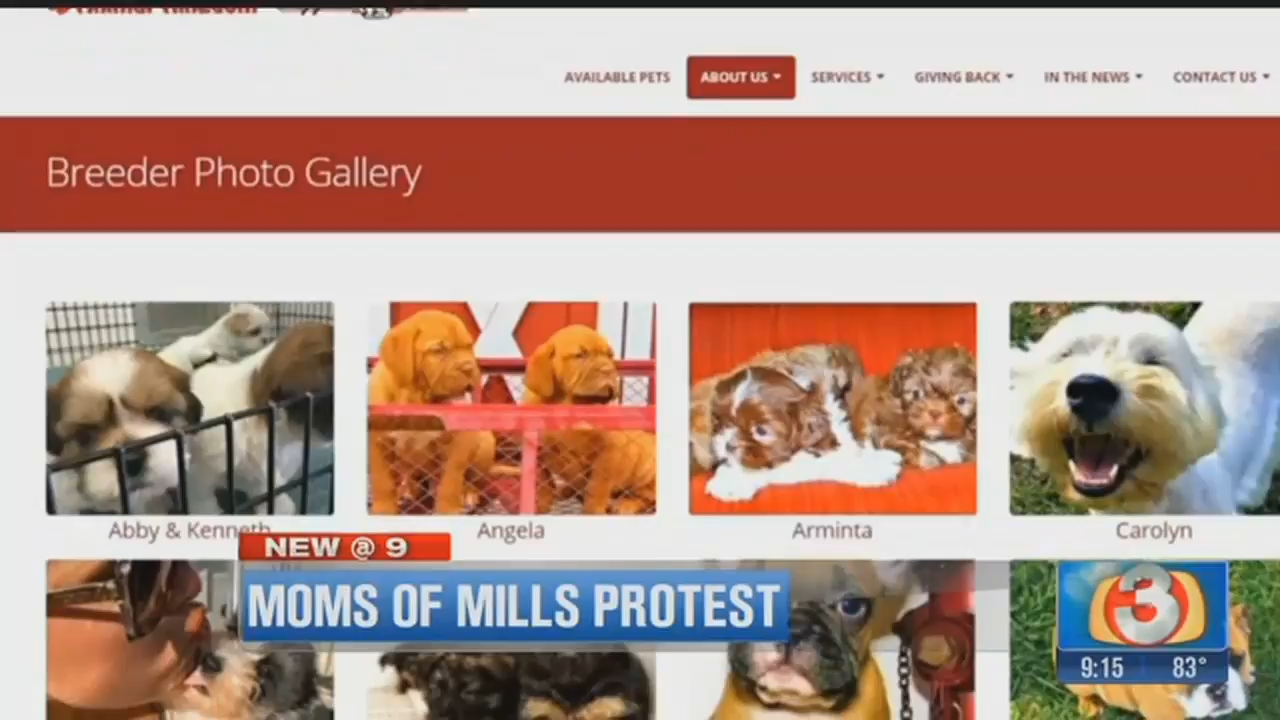 AVAILABLE PETS
ABOUT US
SERVICES
GIVING BACK
IN THE NEWS
CONTACT US
Breeder Photo Gallery
Abby & Kenneth
Angela
Arminta
Carolyn
NEW @ 9
MOMS OF MILLS PROTEST
3
9:15 83°